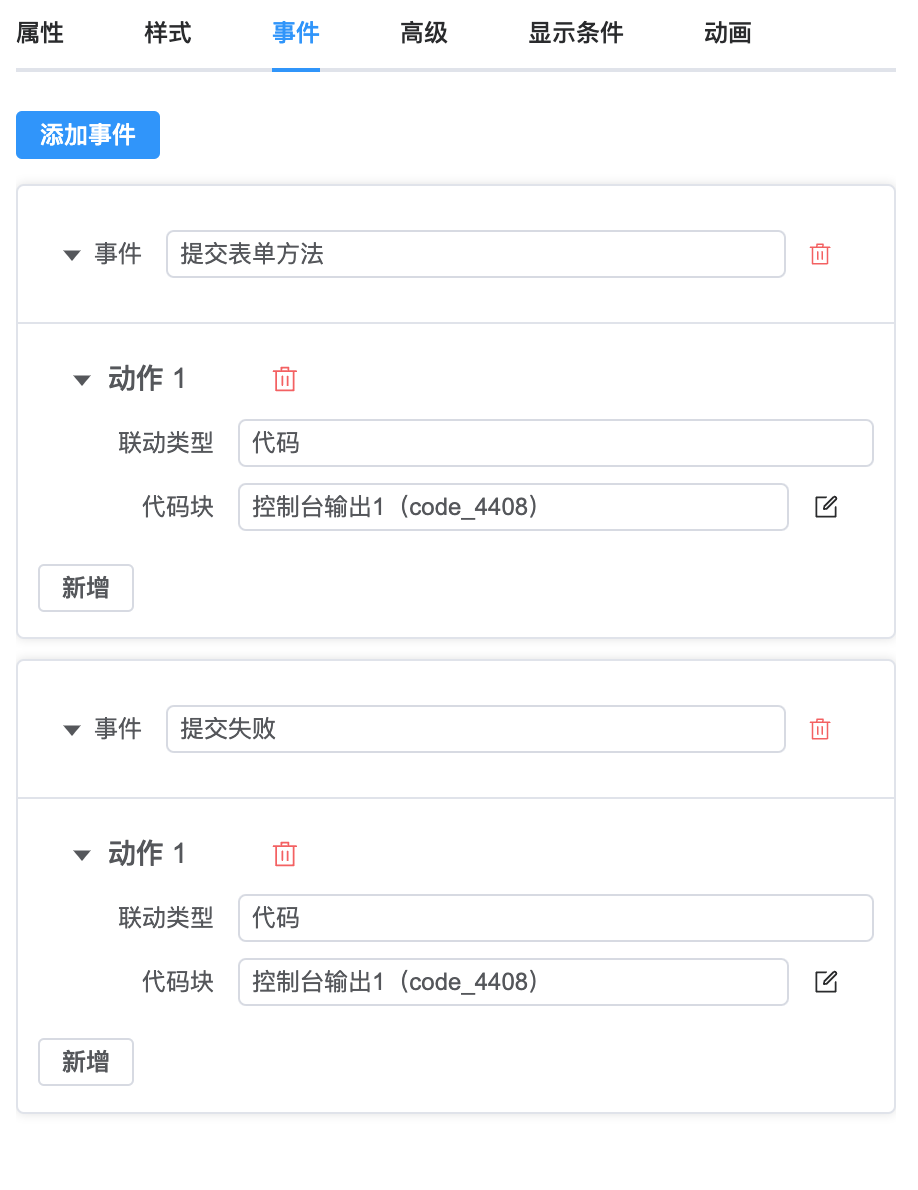 属性 样式 事件 高级 显示条件 动画
添加事件
事件 提交表单方法
动作 1
联动类型 代码
代码块 控制台输出1（code_4408）
新增
事件 提交失败
动作 1
联动类型 代码
代码块 控制台输出1（code_4408）
新增